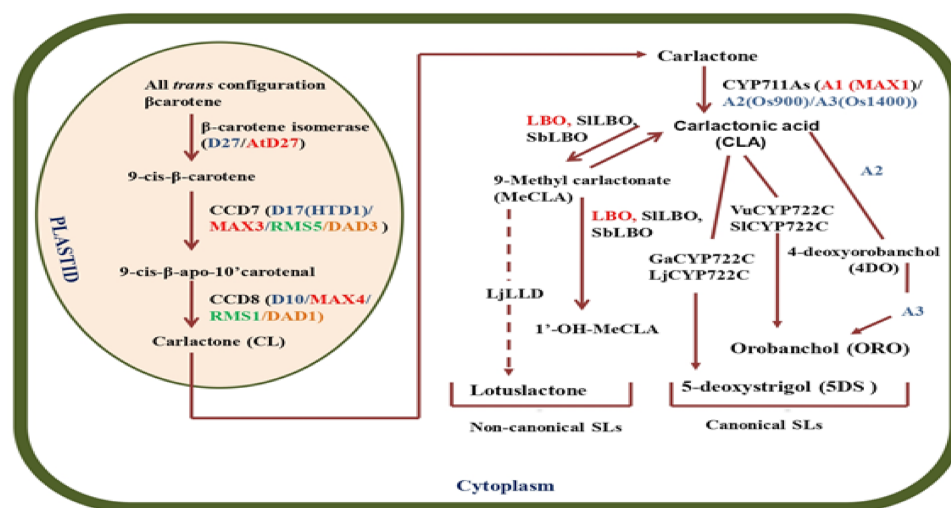 All trans configuration
βcarotene
β-carotene isomerase
(D27/AtD27)
9-cis-β-carotene
CCD7 (D17(HTD1)/
MAX3/RMS5/DAD3 )
9-cis-β-apo-10’carotenal
CCD8 (D10/MAX4/
RMS1/DAD1)
Carlactone (CL)
PLASTID
Carlactone
CYP711As (A1 (MAX1)/
A2(Os900)/A3(Os1400))
Carlactonic acid
(CLA)
LBO, SlLBO,
SbLBO
9-Methyl carlactonate
(MeCLA)
LBO, SlLBO,
SbLBO
LjLLD
1’-OH-MeCLA
Lotuslactone
Non-canonical SLs
A2
VuCYP722C
SlCYP722C
GaCYP722C
LjCYP722C
4-deoxyorobanchol
(4DO)
A3
Orobanchol (ORO)
5-deoxystrigol (5DS )
Canonical SLs
Cytoplasm